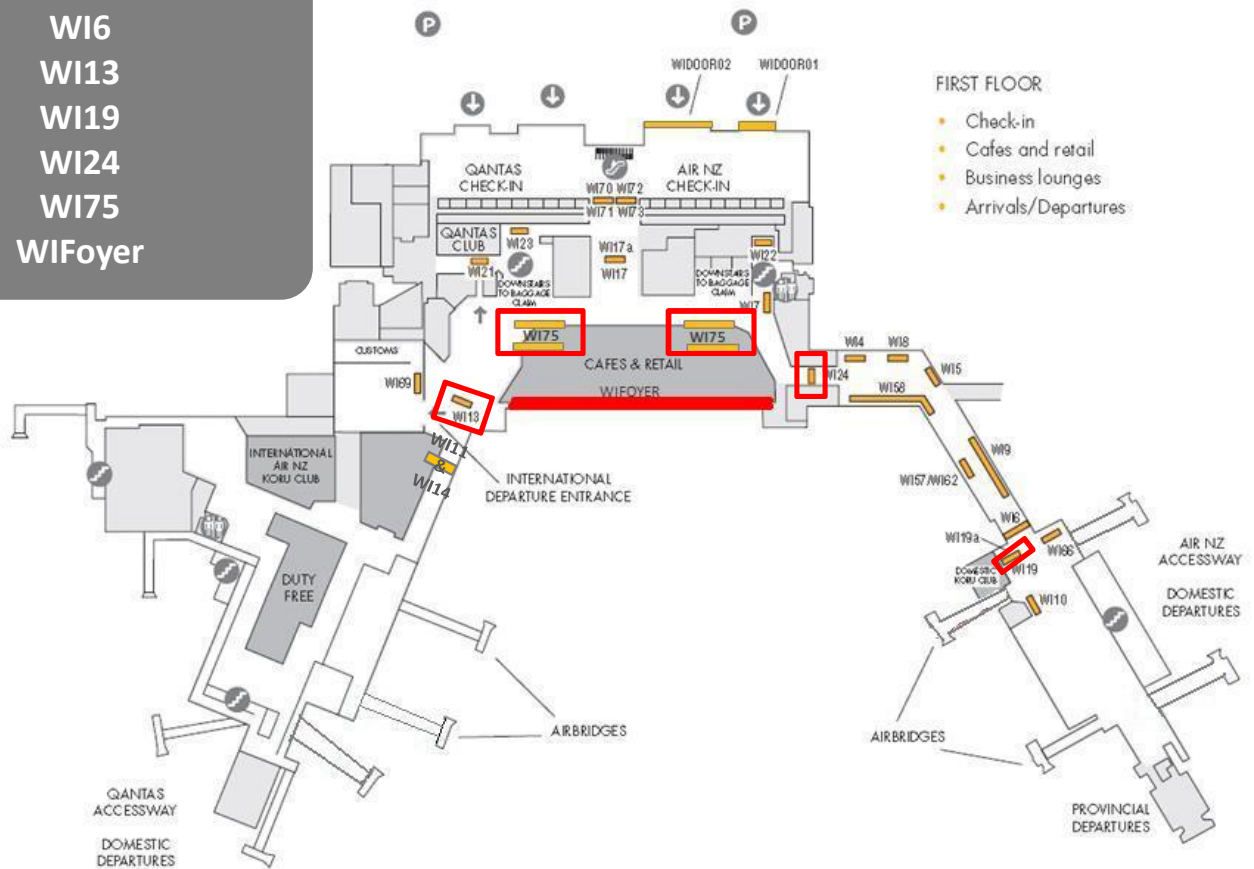 WI6
WI13
WI19
WI24
WI75
WIFoyer
P
P
WIDOOR02
WIDOOR01
FIRST FLOOR
• Check-in
• Cafes and retail
• Business lounges
• Arrivals/Departures
QANTAS
CHECK-IN
AIR NZ
CHECK-IN
WI70
WI72
WI71
WI73
QANTAS
CLUB
WI23
WI17a
WI17
WI22
WI21
DOWNSTAIRS
TO BAGGAGE
CLAIM
DOWNSTAIRS
TO BAGGAGE
CLAIM
WI7
WI75
WI75
CUSTOMS
CAFES & RETAIL
WI4
WI8
WI5
WI24
WI69
WIFOYER
WI58
WI13
WI11
&
WI14
INTERNATIONAL
AIR NZ
KORU CLUB
INTERNATIONAL
DEPARTURE ENTRANCE
WI9
WI57/WI62
WI6
WI19a
WI66
WI19
DOMESTIC
KORU CLUB
AIR NZ
ACCESSWAY
DOMESTIC
DEPARTURES
DUTY
FREE
WI10
AIRBRIDGES
AIRBRIDGES
QANTAS
ACCESSWAY
DOMESTIC
DEPARTURES
PROVINCIAL
DEPARTURES